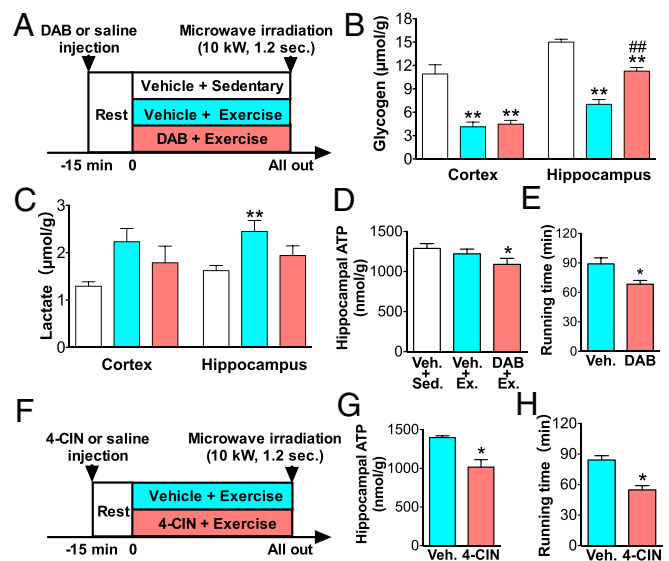 A
DAB or saline
injection
Microwave irradiation
(10 kW, 1.2 sec.)
Rest
Vehicle + Sedentary
Vehicle + Exercise
DAB + Exercise
-15 min
0
All out
B
Glycogen (μmol/g)
18
15
12
9
6
3
0
**
**
**
##
**
Cortex
Hippocampus
C
Lactate (μmol/g)
3
2
1
0
**
Cortex
Hippocampus
D
Hippocampal ATP
(nmol/g)
1500
1000
500
0
*
Veh. Veh. DAB
+ + +
Sed. Ex. Ex.
E
Running time (min)
120
90
60
30
0
*
Veh. DAB
F
4-CIN or saline
injection
Microwave irradiation
(10 kW, 1.2 sec.)
Rest
Vehicle + Exercise
4-CIN + Exercise
-15 min
0
All out
G
Hippocampal ATP
(nmol/g)
1500
1000
500
0
*
Veh. 4-CIN
H
Running time (min)
120
90
60
30
0
*
Veh. 4-CIN